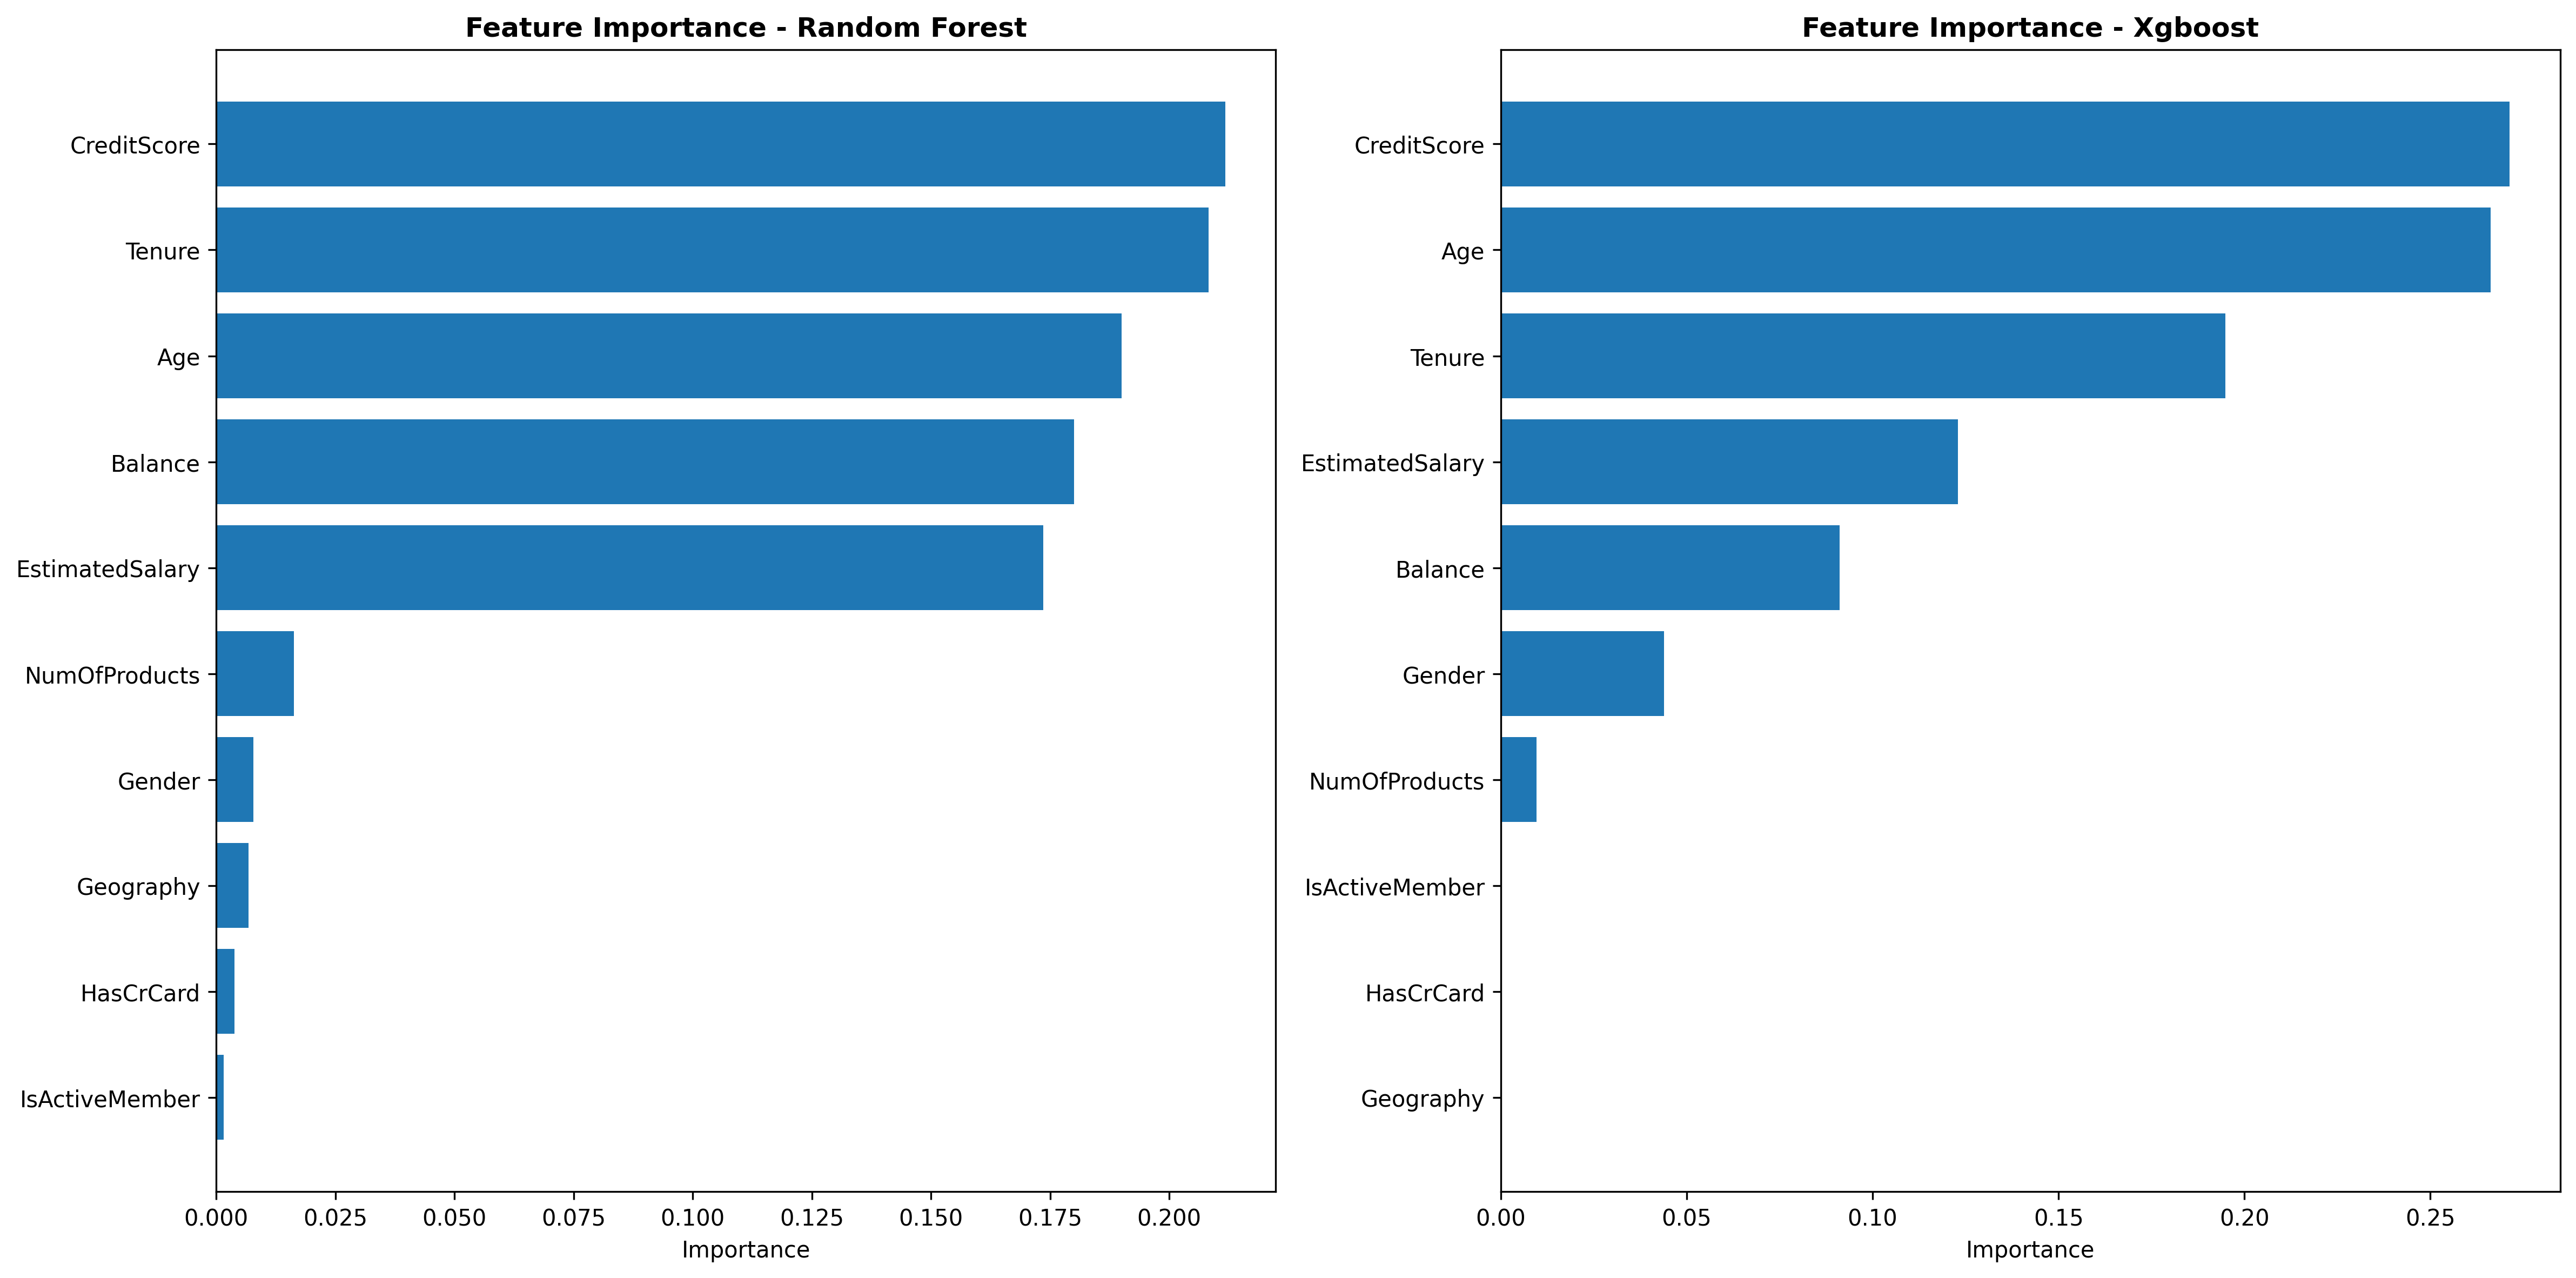 Feature Importance - Random Forest
CreditScore
Tenure
Age
Balance
EstimatedSalary
NumOfProducts
Gender
Geography
HasCrCard
IsActiveMember
0.000 0.025 0.050 0.075 0.100 0.125 0.150 0.175 0.200
Importance
Feature Importance - Xgboost
CreditScore
Age
Tenure
EstimatedSalary
Balance
Gender
NumOfProducts
IsActiveMember
HasCrCard
Geography
0.00 0.05 0.10 0.15 0.20 0.25
Importance